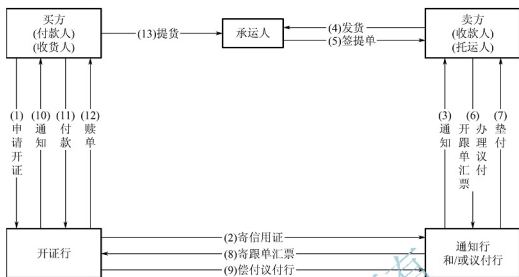 买方
(付款人)
(收货人)
(13)提货
承运人
(4)发货
(5)签提单
卖方
(收款人)
(托运人)
(1)申请开证
(10)通知
(11)付款
(12)赎单
(3)通知
(6)开跟单汇票
办理议付
(7)垫付
开证行
(2)寄信用证
(8)寄跟单汇票
(9)偿付议付行
通知行
和/或议付行
有